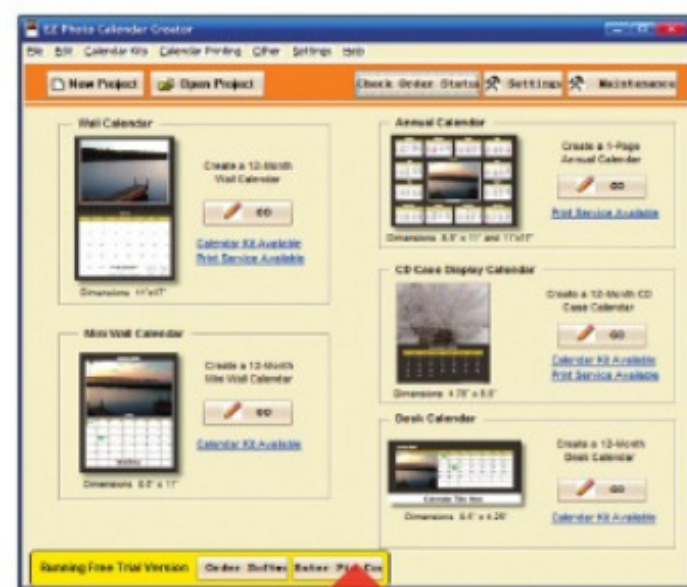 EZ Photo Calendar Creator
File Edit Calendar Kits Calendar Printing Other Settings Help
New Project Open Project Check Order Status Settings Maintenance
Wall Calendar
Create a 12-Month
Wall Calendar
GO
Calendar Kit Available
Print Service Available
Dimensions 11"x17"
Mini Wall Calendar
Create a 12-Month
Mini Wall Calendar
GO
Calendar Kit Available
Dimensions 8.5" x 11"
Annual Calendar
Create a 1-Page
Annual Calendar
GO
Print Service Available
Dimensions 8.5" x 11" and 11"x17"
CD Case Display Calendar
Create a 12-Month CD
Case Calendar
GO
Calendar Kit Available
Print Service Available
Dimensions
Desk Calendar
Create a 12-Month
Desk Calendar
GO
Calendar Kit Available
Dimensions
Running Free Trial Version Order Softwa Enter